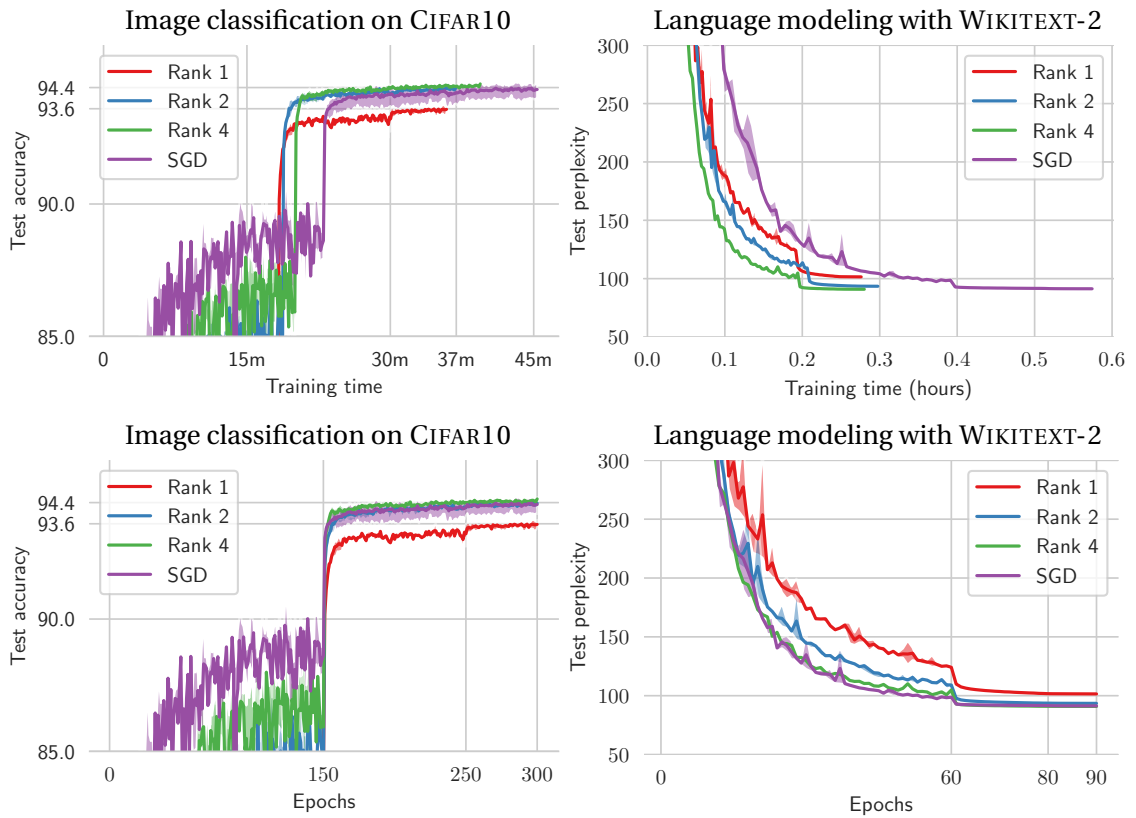 Image classification on CIFAR10
Test accuracy
94.4
93.6
90.0
85.0
Rank 1
Rank 2
Rank 4
SGD
0
15m
30m
37m
45m
Training time
Language modeling with WIKITEXT-2
Test perplexity
300
250
200
150
100
50
Rank 1
Rank 2
Rank 4
SGD
0.0
0.1
0.2
0.3
0.4
0.5
0.6
Training time (hours)
Image classification on CIFAR10
Test accuracy
94.4
93.6
90.0
85.0
Rank 1
Rank 2
Rank 4
SGD
0
150
250
300
Epochs
Language modeling with WIKITEXT-2
Test perplexity
300
250
200
150
100
50
Rank 1
Rank 2
Rank 4
SGD
0
60
80
90
Epochs